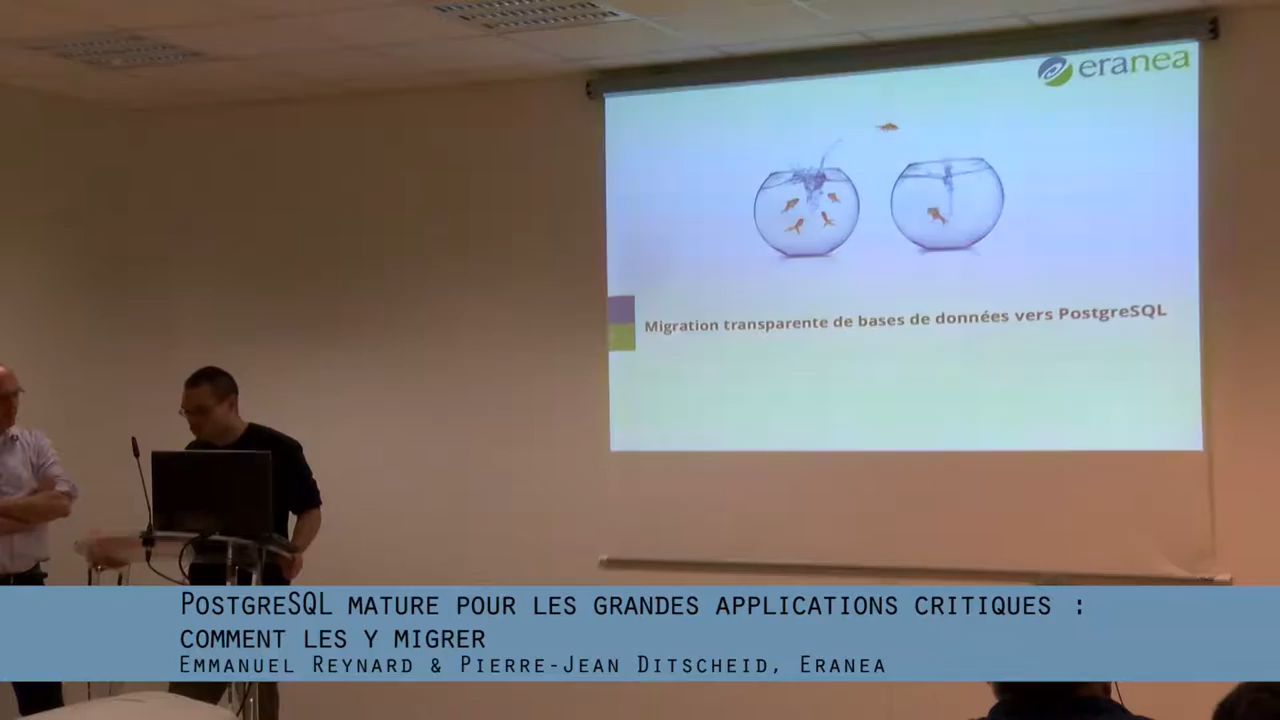 eranea
Migration transparente de bases de données vers PostgreSQL
PostgreSQL mature pour les grandes applications critiques :
comment les y migrer
Emmanuel Reynard & Pierre-Jean Ditscheid, Eranea